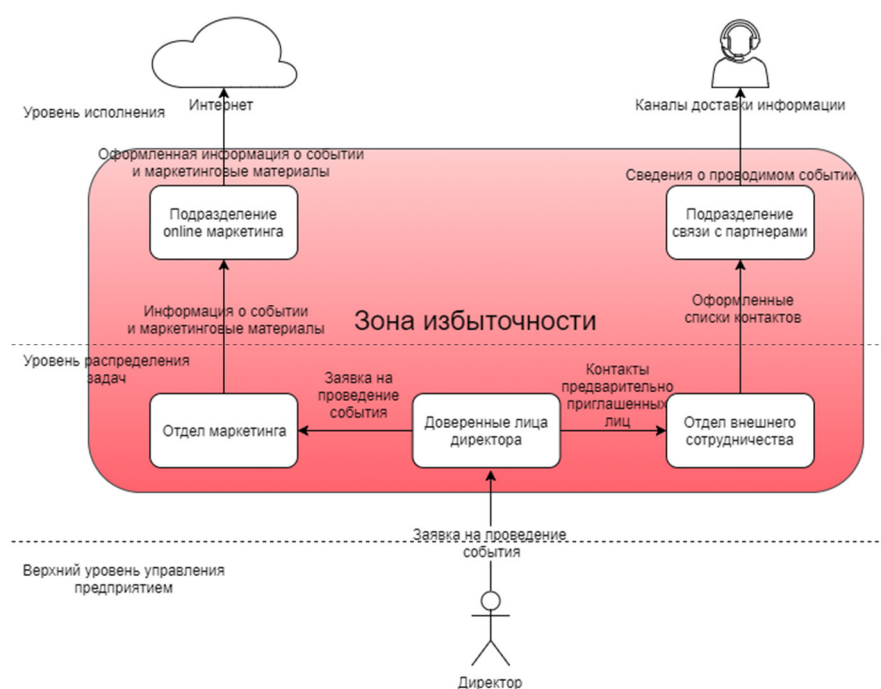 Интернет
Каналы доставки информации
Уровень исполнения
Оформленная информация о событии
и маркетинговые материалы
Сведения о проводимом событии
Подразделение
online маркетинга
Подразделение
связи с партнерами
Информация о событии
и маркетинговые материалы
Зона избыточности
Оформленные
списки контактов
Уровень распределения
задач
Заявка на
проведение
события
Контакты
предварительно
приглашенных
лиц
Отдел маркетинга
Доверенные лица
директора
Отдел внешнего
сотрудничества
Заявка на проведение
события
Верхний уровень управления
предприятием
Директор